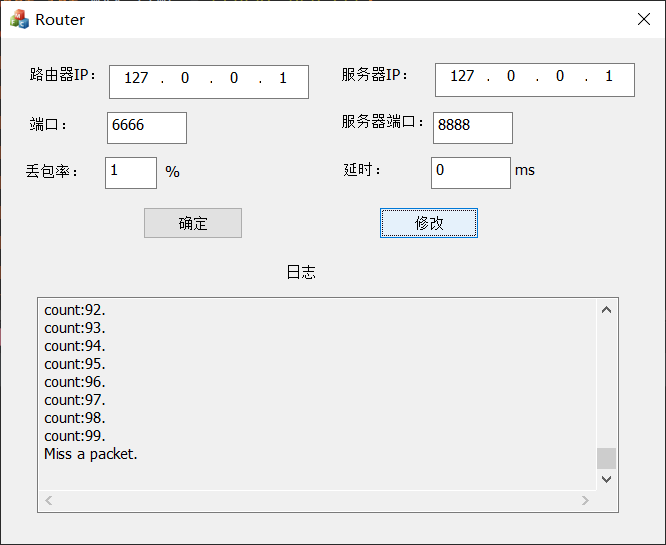 Router
路由器IP： 127 . 0 . 0 . 1 服务器IP： 127 . 0 . 0 . 1
端口： 6666 服务器端口： 8888
丢包率： 1 % 延时： 0 ms
确定 修改
日志
count:92.
count:93.
count:94.
count:95.
count:96.
count:97.
count:98.
count:99.
Miss a packet.